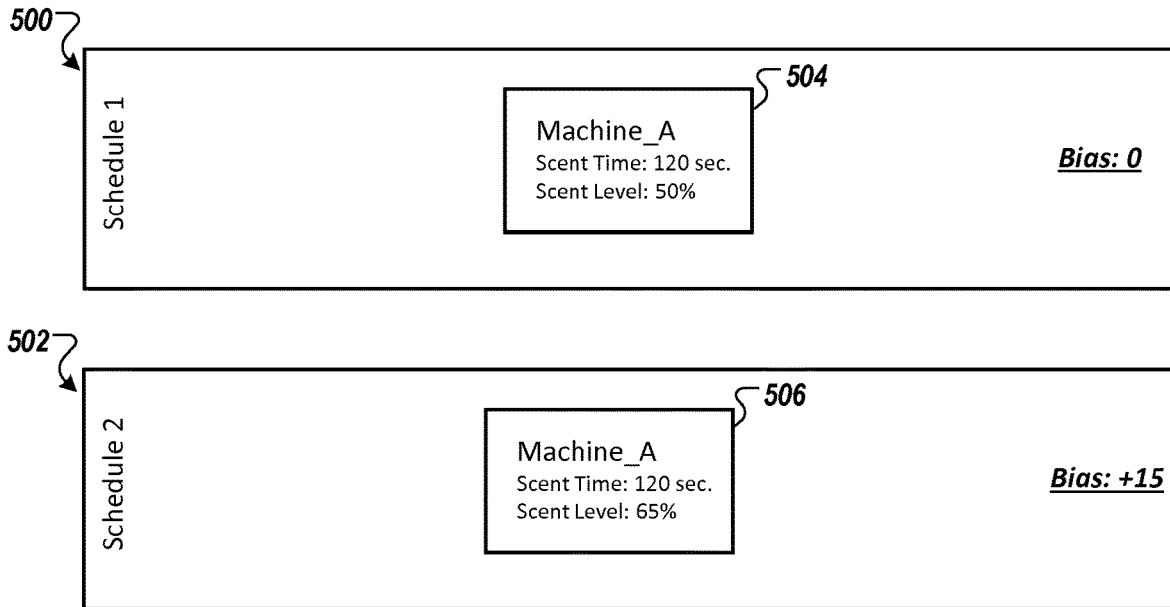 500
Schedule 1
504
Machine_A
Scent Time: 120 sec.
Scent Level: 50%
Bias: 0
502
Schedule 2
506
Machine_A
Scent Time: 120 sec.
Scent Level: 65%
Bias: +15